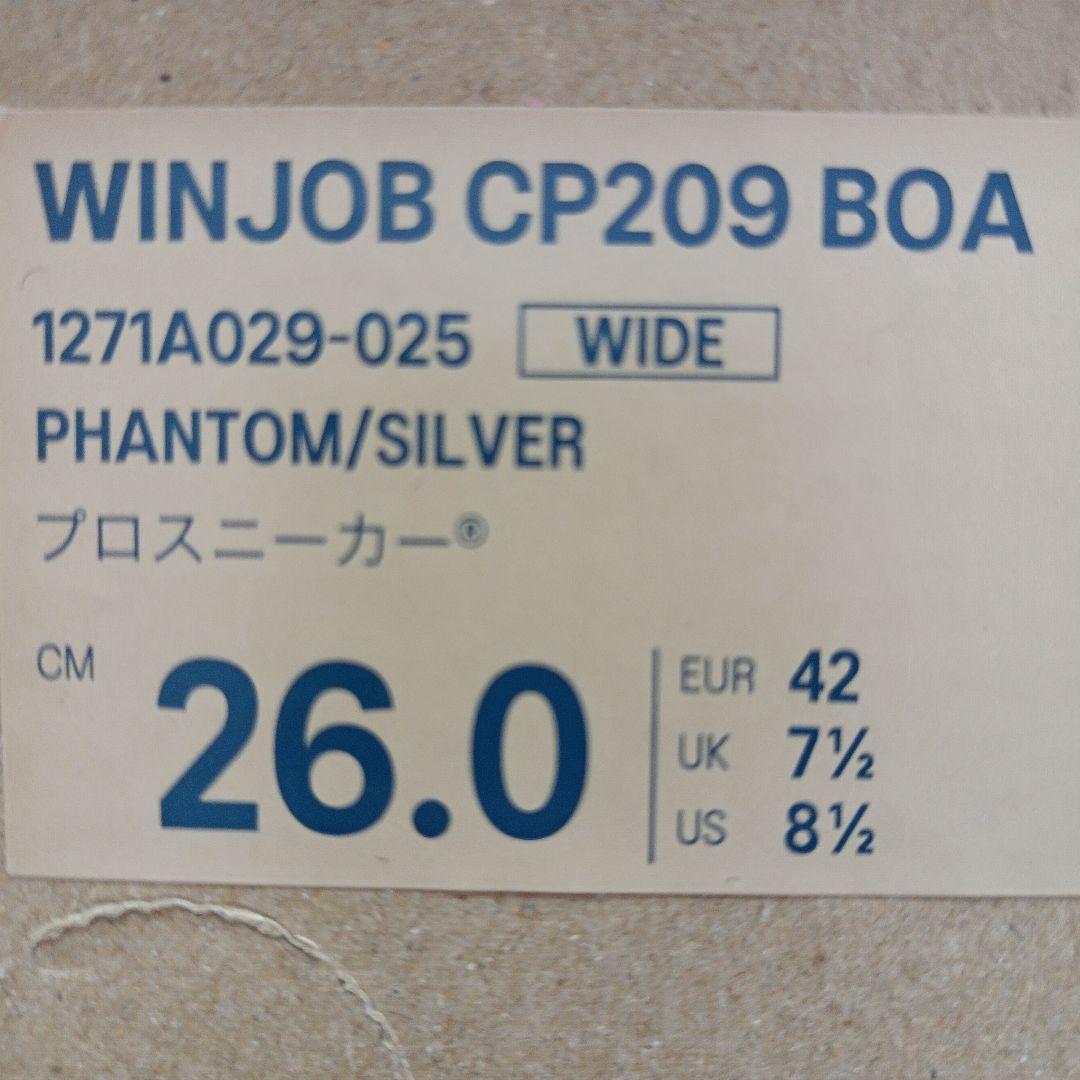 WINJOB CP209 BOA
1271A029-025 WIDE
PHANTOM/SILVER
プロスニーカー®
CM 26.0
EUR 42
UK 7½
US 8½